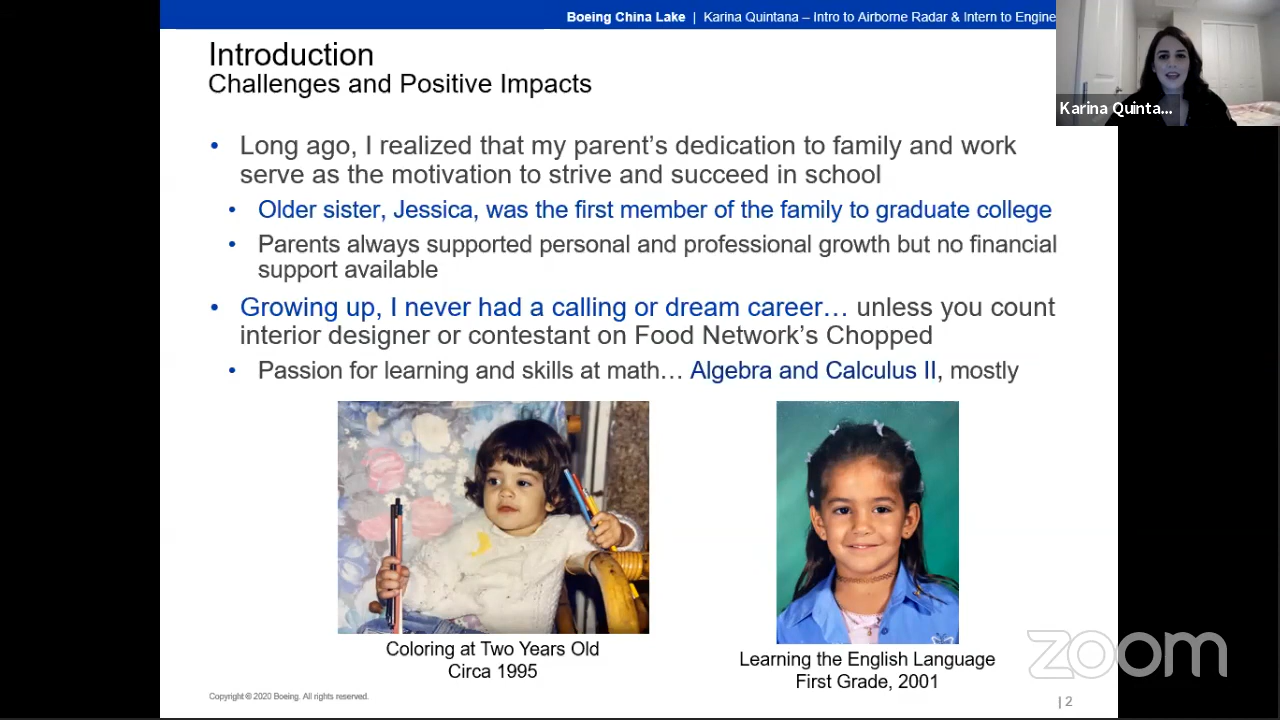 Boeing China Lake | Karina Quintana – Intro to Airborne Radar & Intern to Engine
Karina Quinta...
Introduction
Challenges and Positive Impacts
• Long ago, I realized that my parent's dedication to family and work
serve as the motivation to strive and succeed in school
• Older sister, Jessica, was the first member of the family to graduate college
• Parents always supported personal and professional growth but no financial
support available
• Growing up, I never had a calling or dream career… unless you count
interior designer or contestant on Food Network's Chopped
• Passion for learning and skills at math… Algebra and Calculus II, mostly
Coloring at Two Years Old
Circa 1995
Learning the English Language
First Grade, 2001
zoom
Copyright © 2020 Boeing. All rights reserved.
| 2